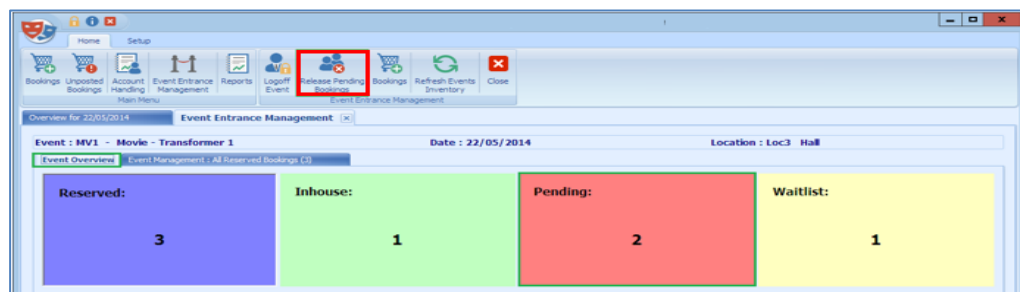 Home Setup
Bookings Unposted Bookings Account Handling Event Entrance Management Reports Logoff Event Release Pending Bookings Bookings Refresh Events Inventory Close
Main Menu Event Entrance Management
Overview for 22/05/2014 Event Entrance Management
Event : MV1 - Movie - Transformer 1 Date : 22/05/2014 Location : Loc3 Hall
Event Overview Event Management : All Reserved Bookings (3)
Reserved: Inhouse: Pending: Waitlist:
3 1 2 1